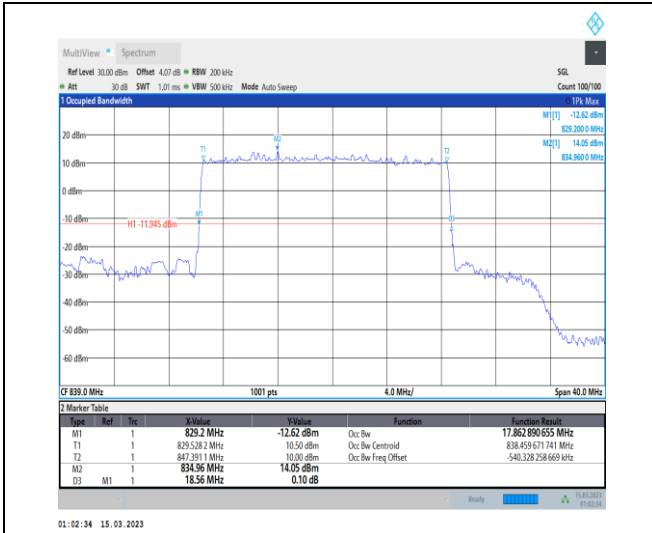 MultiView Spectrum
Ref Level 30.00 dBm Offset 4.07 dB RBW 200 kHz SGL
Att 30 dB SWT 1.01 ms VBW 500 kHz Mode Auto Sweep Count 100/100
1 Occupied Bandwidth 1Pk Max
M1[1] -12.62 dBm
829.200 0 MHz
M2[1] 14.05 dBm
834.960 0 MHz
20 dBm
M2
T1 T2
10 dBm
0 dBm
-10 dBm
M1
H1 -11.945 dBm
D3
-20 dBm
-30 dBm
-40 dBm
-50 dBm
-60 dBm
CF 839.0 MHz 1001 pts 4.0 MHz/ Span 40.0 MHz
2 Marker Table
Type Ref Trc X-Value Y-Value Function Function Result
M1 1 829.2 MHz -12.62 dBm Occ Bw 17.862 890 655 MHz
T1 1 829.528 2 MHz 10.50 dBm Occ Bw Centroid 838.459 671 741 MHz
T2 1 847.391 1 MHz 10.00 dBm Occ Bw Freq Offset -540.328 258 669 kHz
M2 1 834.96 MHz 14.05 dBm
D3 M1 1 18.56 MHz 0.10 dB
Ready 15.03.2023
01:02:34
01:02:34 15.03.2023